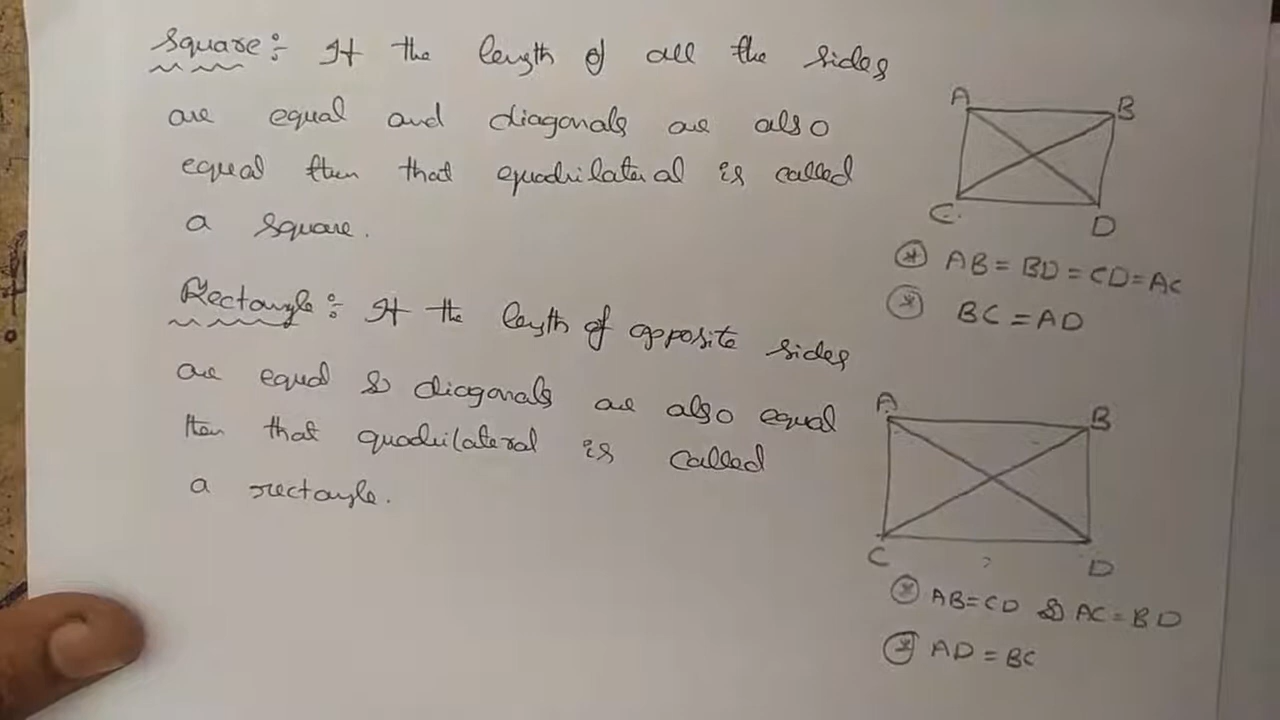 Square :- If the length of all the sides
are equal and diagonals are also
equal then that quadrilateral is called
a square.
A B
C. D
* AB = BD = CD = AC
* BC = AD
Rectangle :- If the length of opposite sides
are equal & diagonals are also equal
then that quadrilateral is called
a rectangle.
A B
C D
* AB = CD & AC = BD
* AD = BC